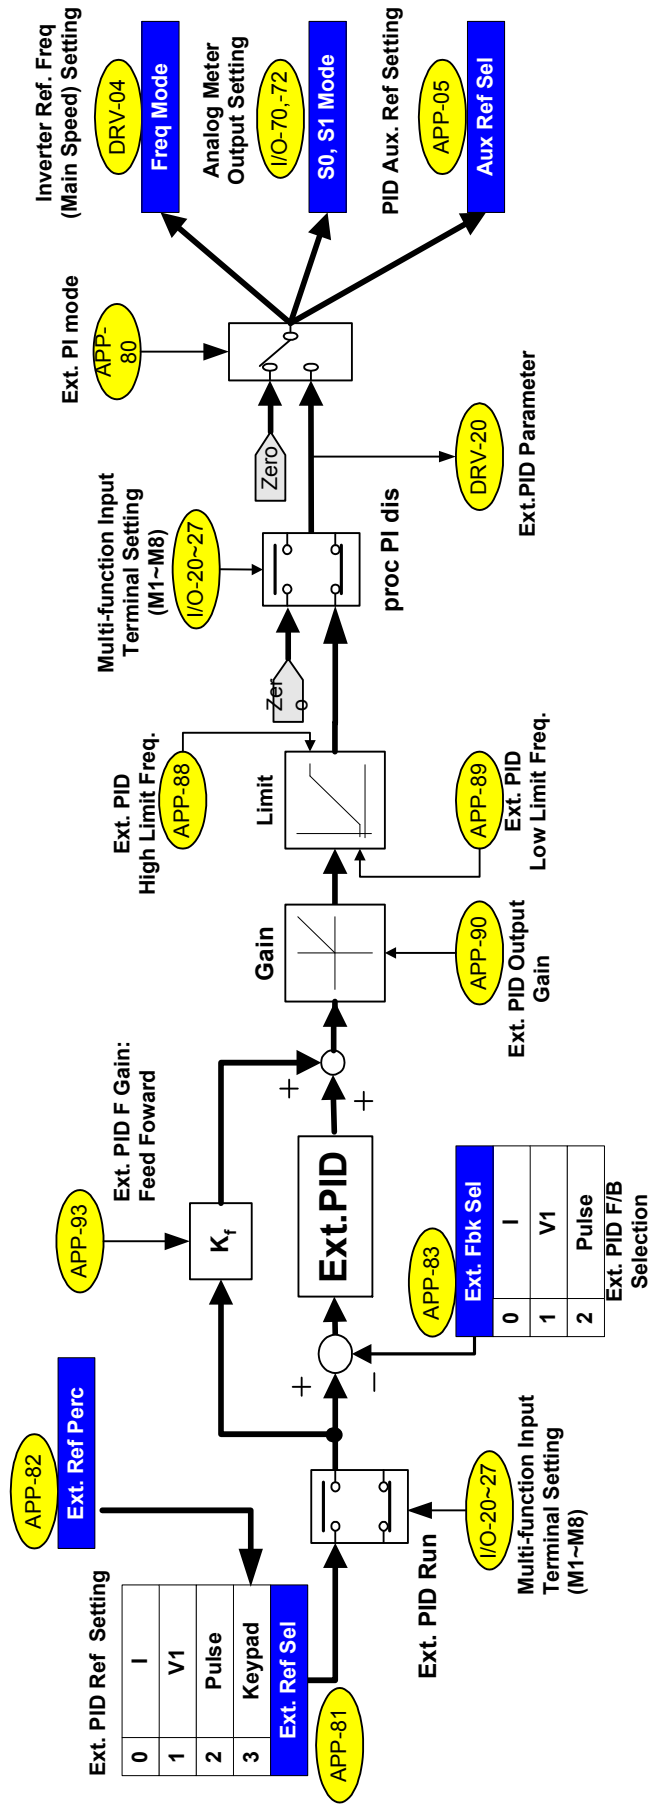 Ext. PID Ref Setting
0 I
1 V1
2 Pulse
3 Keypad
Ext. Ref Sel
APP-81
APP-82
Ext. Ref Perc
Ext. PID Run
I/O-20~27
Multi-function Input
Terminal Setting
(M1~M8)
+
−
APP-83
Ext. Fbk Sel
0 I
1 V1
2 Pulse
Ext. PID F/B
Selection
APP-93
Ext. PID F Gain:
Feed Foward
Kf
Ext.PID
+
+
Gain
APP-90
Ext. PID Output
Gain
Ext. PID
High Limit Freq.
APP-88
Limit
APP-89
Ext. PID
Low Limit Freq.
Zero
Multi-function Input
Terminal Setting
(M1~M8)
I/O-20~27
proc PI dis
Zero
DRV-20
Ext.PID Parameter
Ext. PI mode
APP-
80
Inverter Ref. Freq
(Main Speed) Setting
DRV-04
Freq Mode
Analog Meter
Output Setting
I/O-70,-72
S0, S1 Mode
PID Aux. Ref Setting
APP-05
Aux Ref Sel